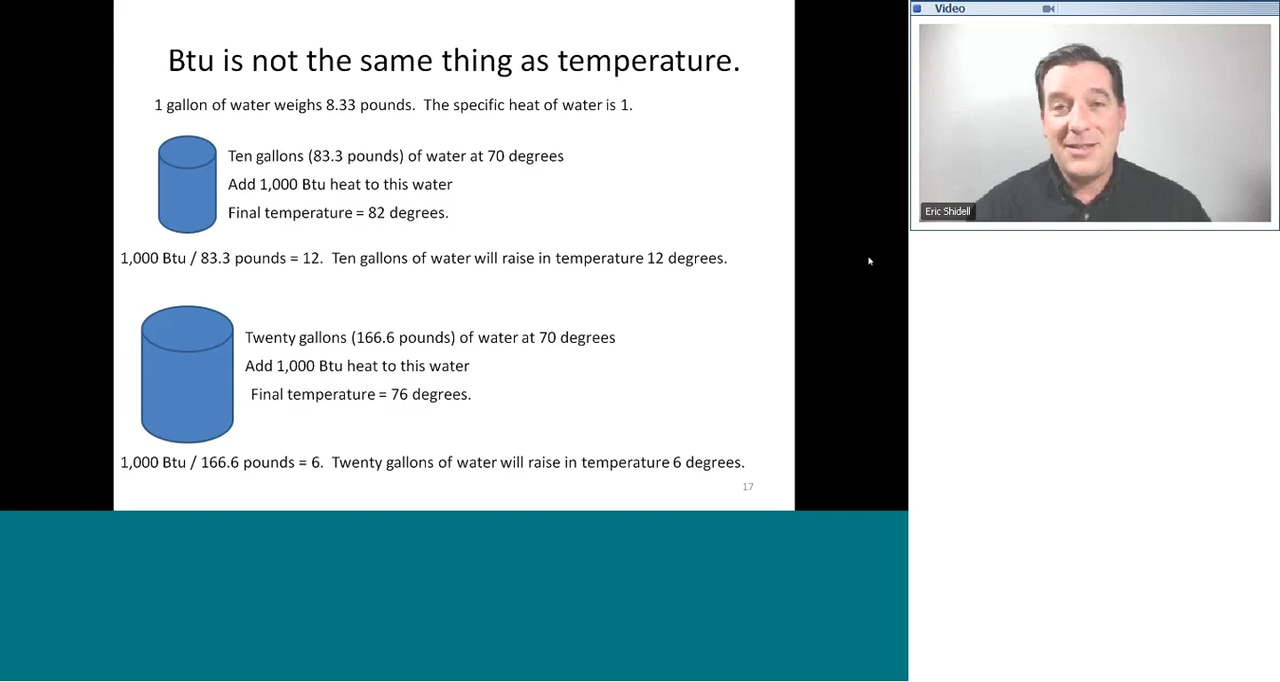 Btu is not the same thing as temperature.
1 gallon of water weighs 8.33 pounds.  The specific heat of water is 1.
Ten gallons (83.3 pounds) of water at 70 degrees
Add 1,000 Btu heat to this water
Final temperature = 82 degrees.
1,000 Btu / 83.3 pounds = 12.  Ten gallons of water will raise in temperature 12 degrees.
Twenty gallons (166.6 pounds) of water at 70 degrees
Add 1,000 Btu heat to this water
Final temperature = 76 degrees.
1,000 Btu / 166.6 pounds = 6.  Twenty gallons of water will raise in temperature 6 degrees.
17
Video
Eric Shidell